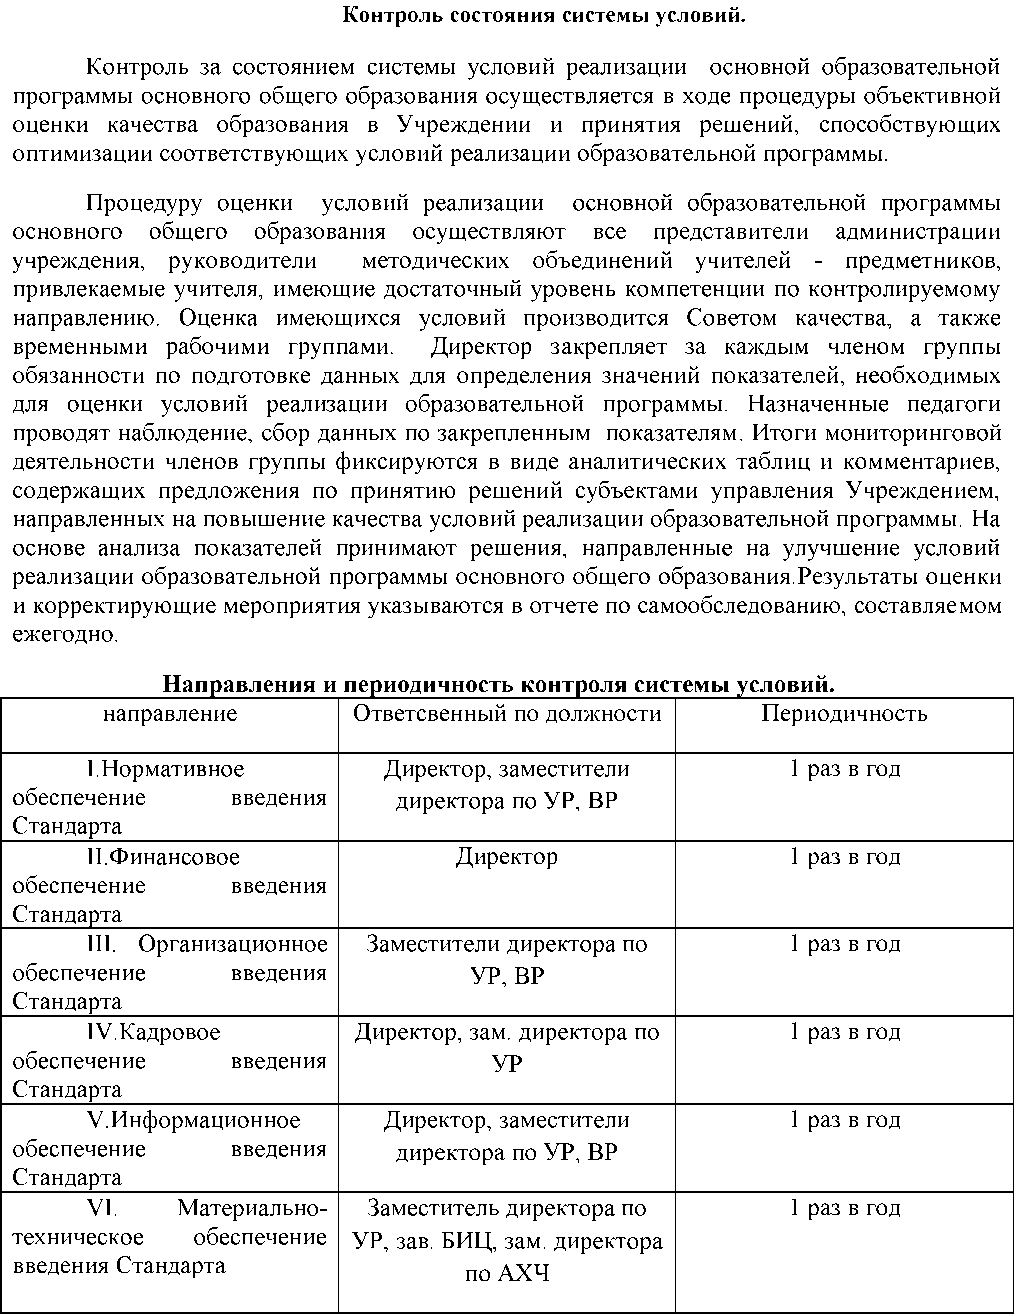 Контроль состояния системы условий.
Контроль за состоянием системы условий реализации основной образовательной
программы основного общего образования осуществляется в ходе процедуры объективной
оценки качества образования в Учреждении и принятия решений, способствующих
оптимизации соответствующих условий реализации образовательной программы.
Процедуру оценки условий реализации основной образовательной программы
основного общего образования осуществляют все представители администрации
учреждения, руководители методических объединений учителей - предметников,
привлекаемые учителя, имеющие достаточный уровень компетенции по контролируемому
направлению. Оценка имеющихся условий производится Советом качества, а также
временными рабочими группами. Директор закрепляет за каждым членом группы
обязанности по подготовке данных для определения значений показателей, необходимых
для оценки условий реализации образовательной программы. Назначенные педагоги
проводят наблюдение, сбор данных по закрепленным показателям. Итоги мониторинговой
деятельности членов группы фиксируются в виде аналитических таблиц и комментариев,
содержащих предложения по принятию решений субъектами управления Учреждением,
направленных на повышение качества условий реализации образовательной программы. На
основе анализа показателей принимают решения, направленные на улучшение условий
реализации образовательной программы основного общего образования.Результаты оценки
и корректирующие мероприятия указываются в отчете по самообследованию, составляемом
ежегодно.
Направления и периодичность контроля системы условий.
направление Ответсвенный по должности Периодичность
I.Нормативное Директор, заместители 1 раз в год
обеспечение введения директора по УР, ВР
Стандарта
II.Финансовое Директор 1 раз в год
обеспечение введения
Стандарта
III. Организационное Заместители директора по 1 раз в год
обеспечение введения УР, ВР
Стандарта
IV.Кадровое Директор, зам. директора по 1 раз в год
обеспечение введения УР
Стандарта
V.Информационное Директор, заместители 1 раз в год
обеспечение введения директора по УР, ВР
Стандарта
VI. Материально- Заместитель директора по 1 раз в год
техническое обеспечение УР, зав. БИЦ, зам. директора
введения Стандарта по АХЧ